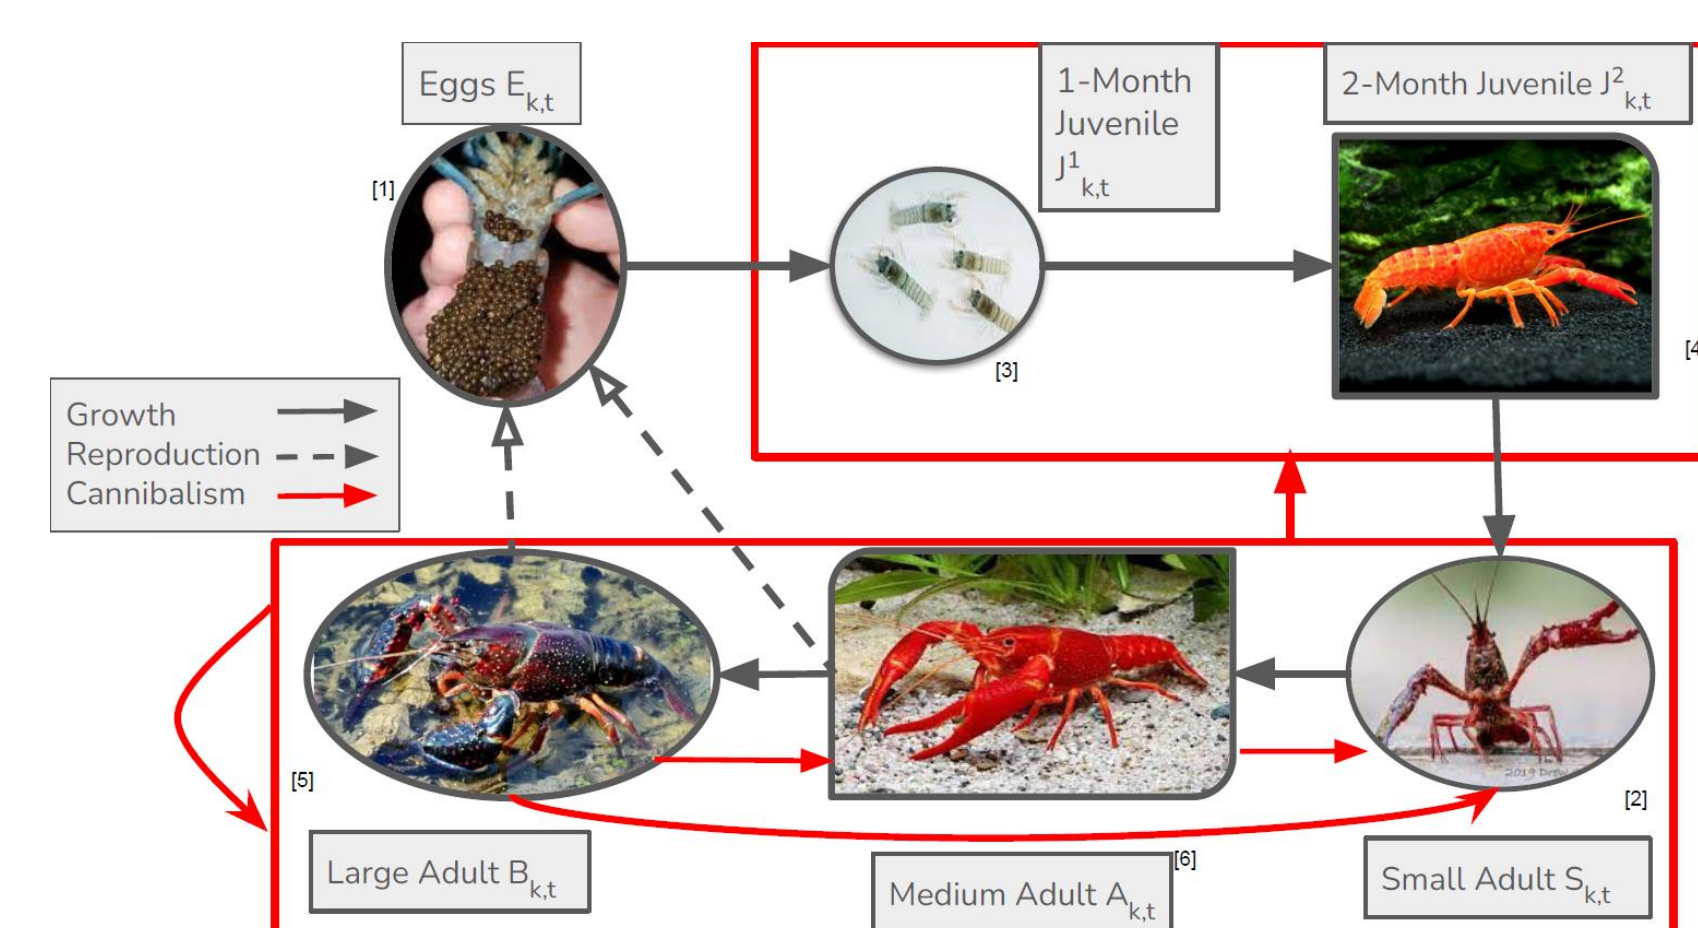 Eggs E_k,t
1-Month
Juvenile
J^1_k,t
2-Month Juvenile J^2_k,t
[1]
[3]
[4
Growth
Reproduction
Cannibalism
[5]
[2]
Large Adult B_k,t
Medium Adult A_k,t
[6]
Small Adult S_k,t